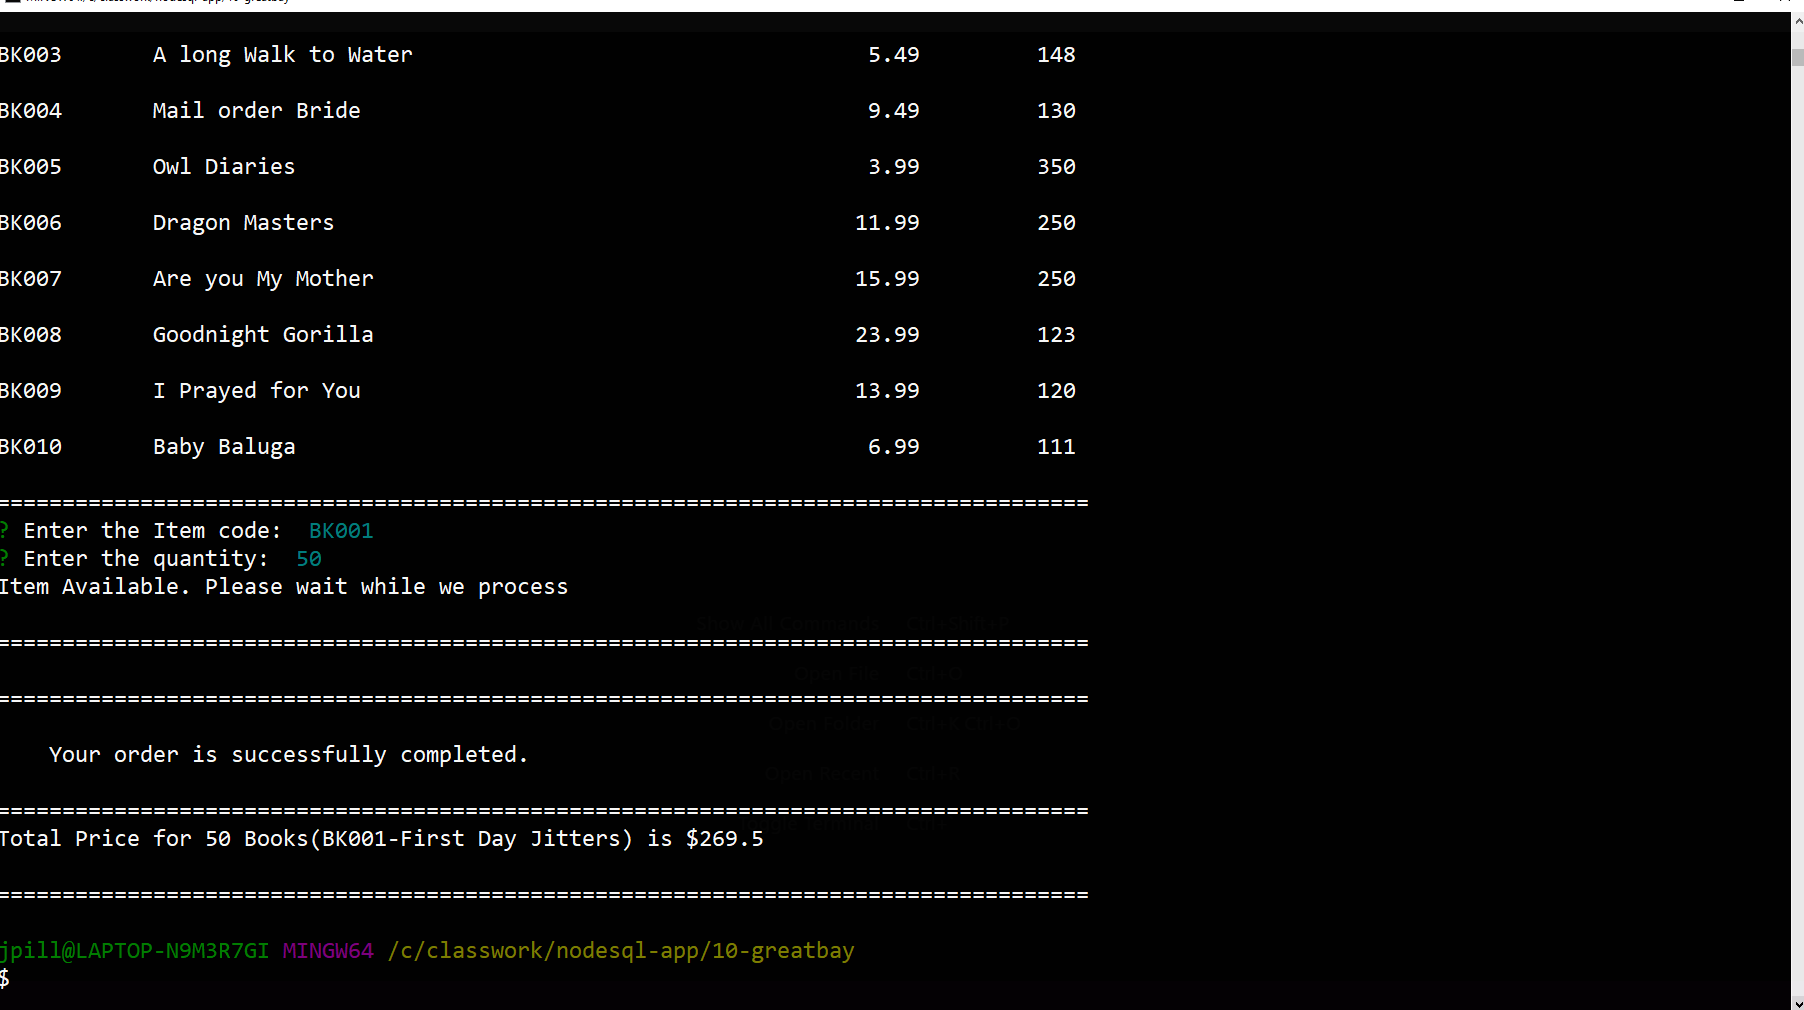 BK003 A long Walk to Water 5.49 148
BK004 Mail order Bride 9.49 130
BK005 Owl Diaries 3.99 350
BK006 Dragon Masters 11.99 250
BK007 Are you My Mother 15.99 250
BK008 Goodnight Gorilla 23.99 123
BK009 I Prayed for You 13.99 120
BK010 Baby Baluga 6.99 111
====================================================================================
? Enter the Item code: BK001
? Enter the quantity: 50
Item Available. Please wait while we process
====================================================================================
====================================================================================
Your order is successfully completed.
====================================================================================
Total Price for 50 Books(BK001-First Day Jitters) is $269.5
====================================================================================
jpill@LAPTOP-N9M3R7GI MINGW64 /c/classwork/nodesql-app/10-greatbay
$